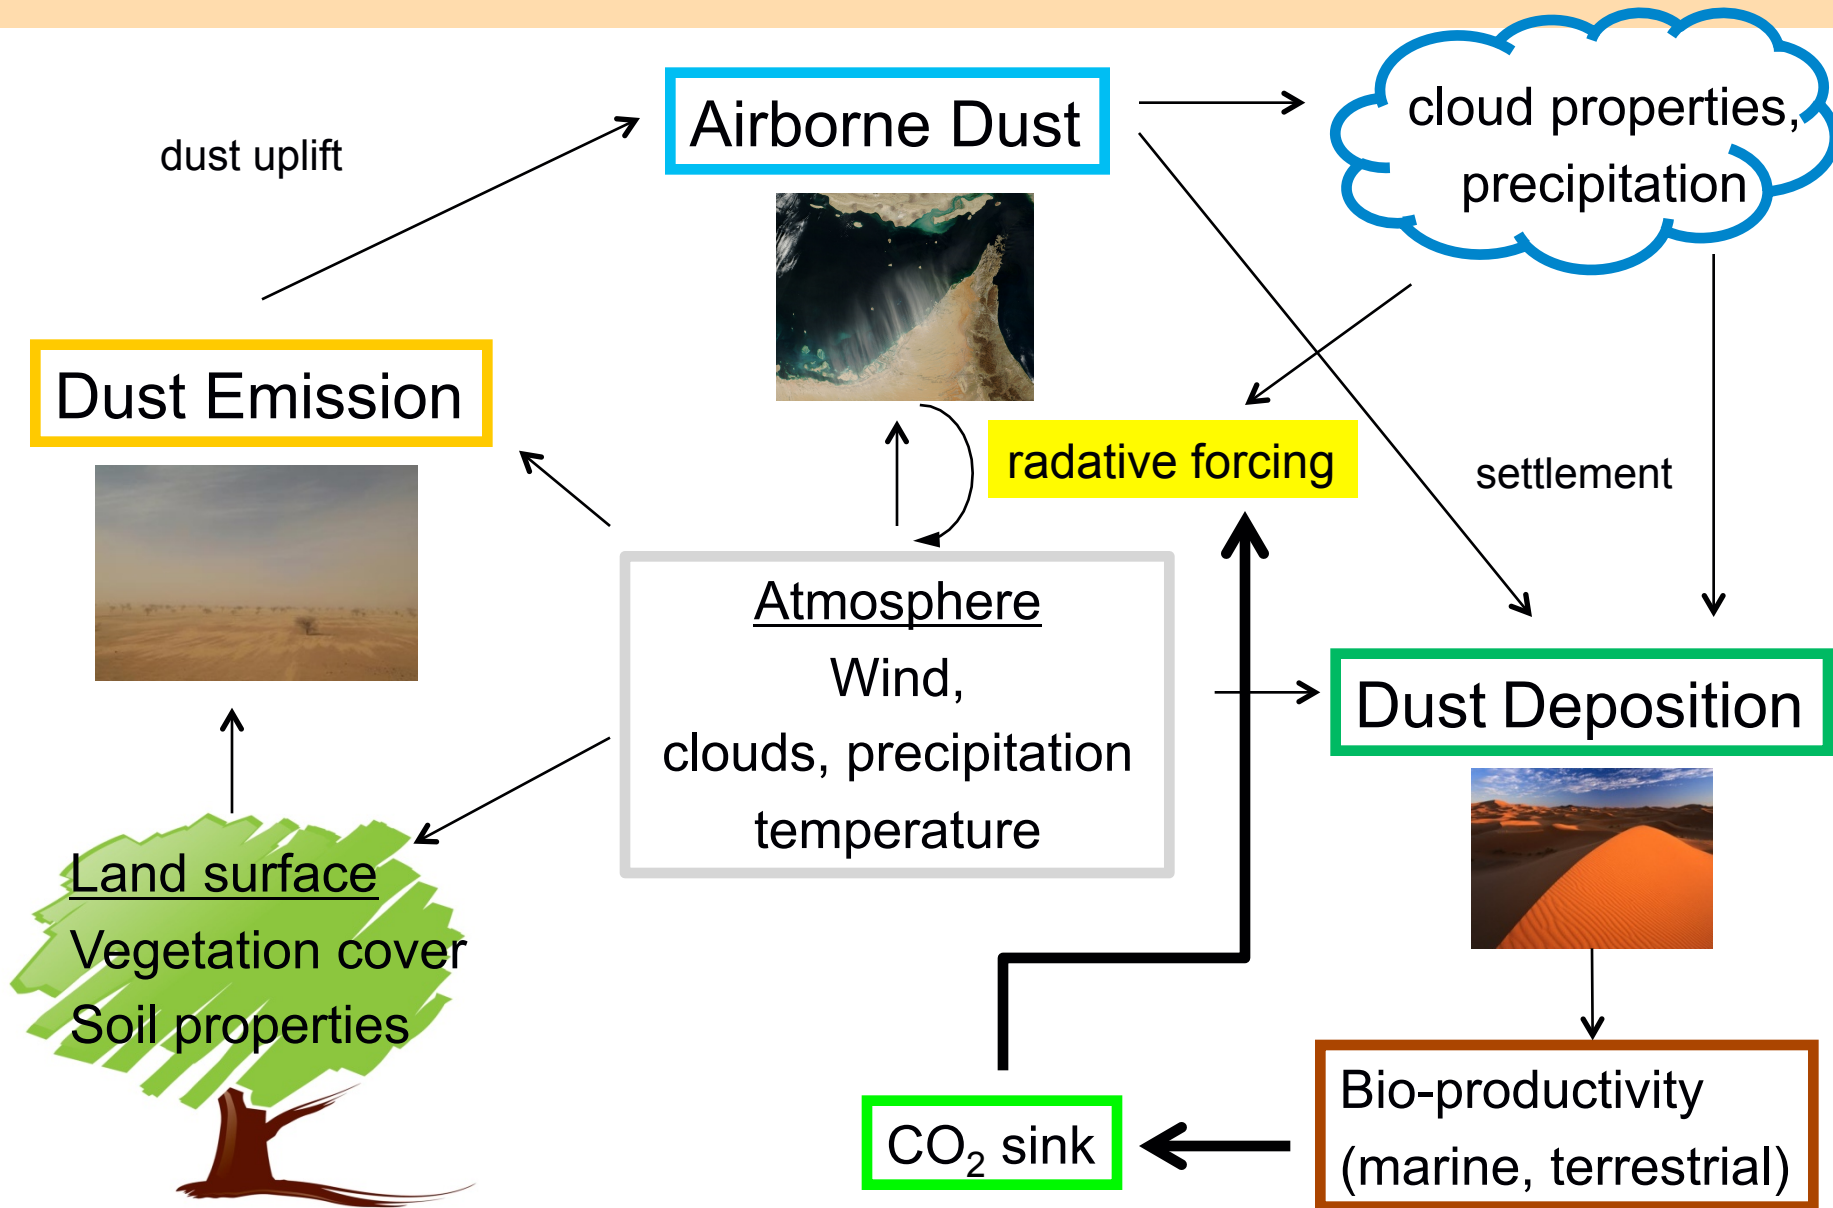 Airborne Dust
cloud properties,
precipitation
dust uplift
Dust Emission
radative forcing
settlement
Atmosphere
Wind,
clouds, precipitation
temperature
Dust Deposition
Land surface
Vegetation cover
Soil properties
CO₂ sink
Bio-productivity
(marine, terrestrial)